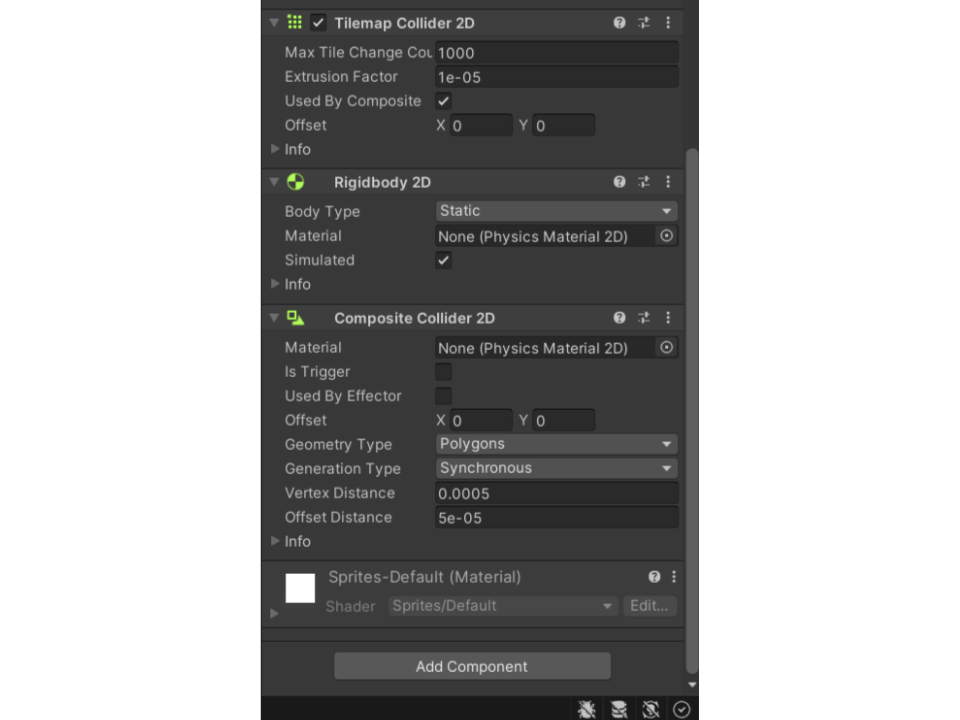 Tilemap Collider 2D
Max Tile Change Cou 1000
Extrusion Factor 1e-05
Used By Composite
Offset X 0 Y 0
Info
Rigidbody 2D
Body Type Static
Material None (Physics Material 2D)
Simulated
Info
Composite Collider 2D
Material None (Physics Material 2D)
Is Trigger
Used By Effector
Offset X 0 Y 0
Geometry Type Polygons
Generation Type Synchronous
Vertex Distance 0.0005
Offset Distance 5e-05
Info
Sprites-Default (Material)
Shader Sprites/Default Edit...
Add Component